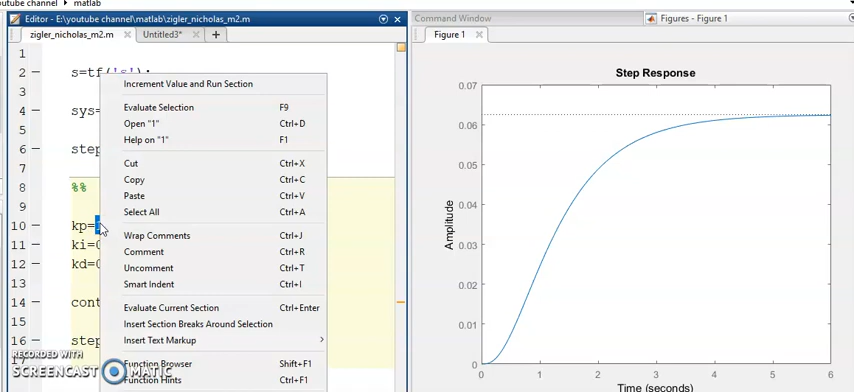 outube channel ▸ matlab
Editor - E:\youtube channel\matlab\zigler_nicholas_m2.m
zigler_nicholas_m2.m × Untitled3* × +
1
2 — s=tf('s');
3
4 — sys=
5
6 — step
7
8 %%
9
10 — kp=
11 — ki=0
12 — kd=0
13
14 — cont
15
16 — step
17
Increment Value and Run Section
Evaluate Selection F9
Open "1" Ctrl+D
Help on "1" F1
Cut Ctrl+X
Copy Ctrl+C
Paste Ctrl+V
Select All Ctrl+A
Wrap Comments Ctrl+J
Comment Ctrl+R
Uncomment Ctrl+T
Smart Indent Ctrl+I
Evaluate Current Section Ctrl+Enter
Insert Section Breaks Around Selection
Insert Text Markup
Function Browser Shift+F1
Function Hints Ctrl+F1
RECORDED WITH
SCREENCAST MATIC
Command Window
Figures - Figure 1
Figure 1 ×
Step Response
0.07
0.06
0.05
0.04
0.03
0.02
0.01
0
Amplitude
0 1 2 3 4 5 6
Time (seconds)